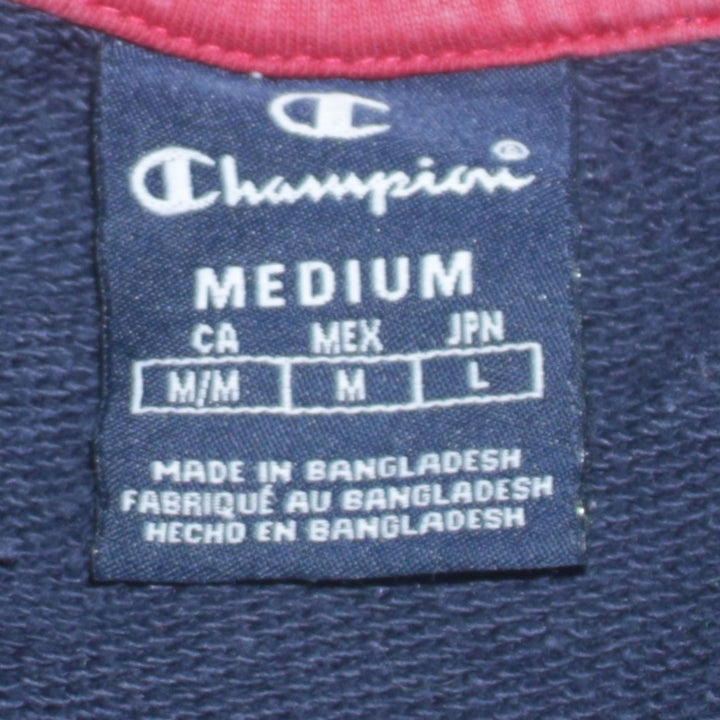 Champion
MEDIUM
CA MEX JPN
M/M M L
MADE IN BANGLADESH
FABRIQUÉ AU BANGLADESH
HECHO EN BANGLADESH